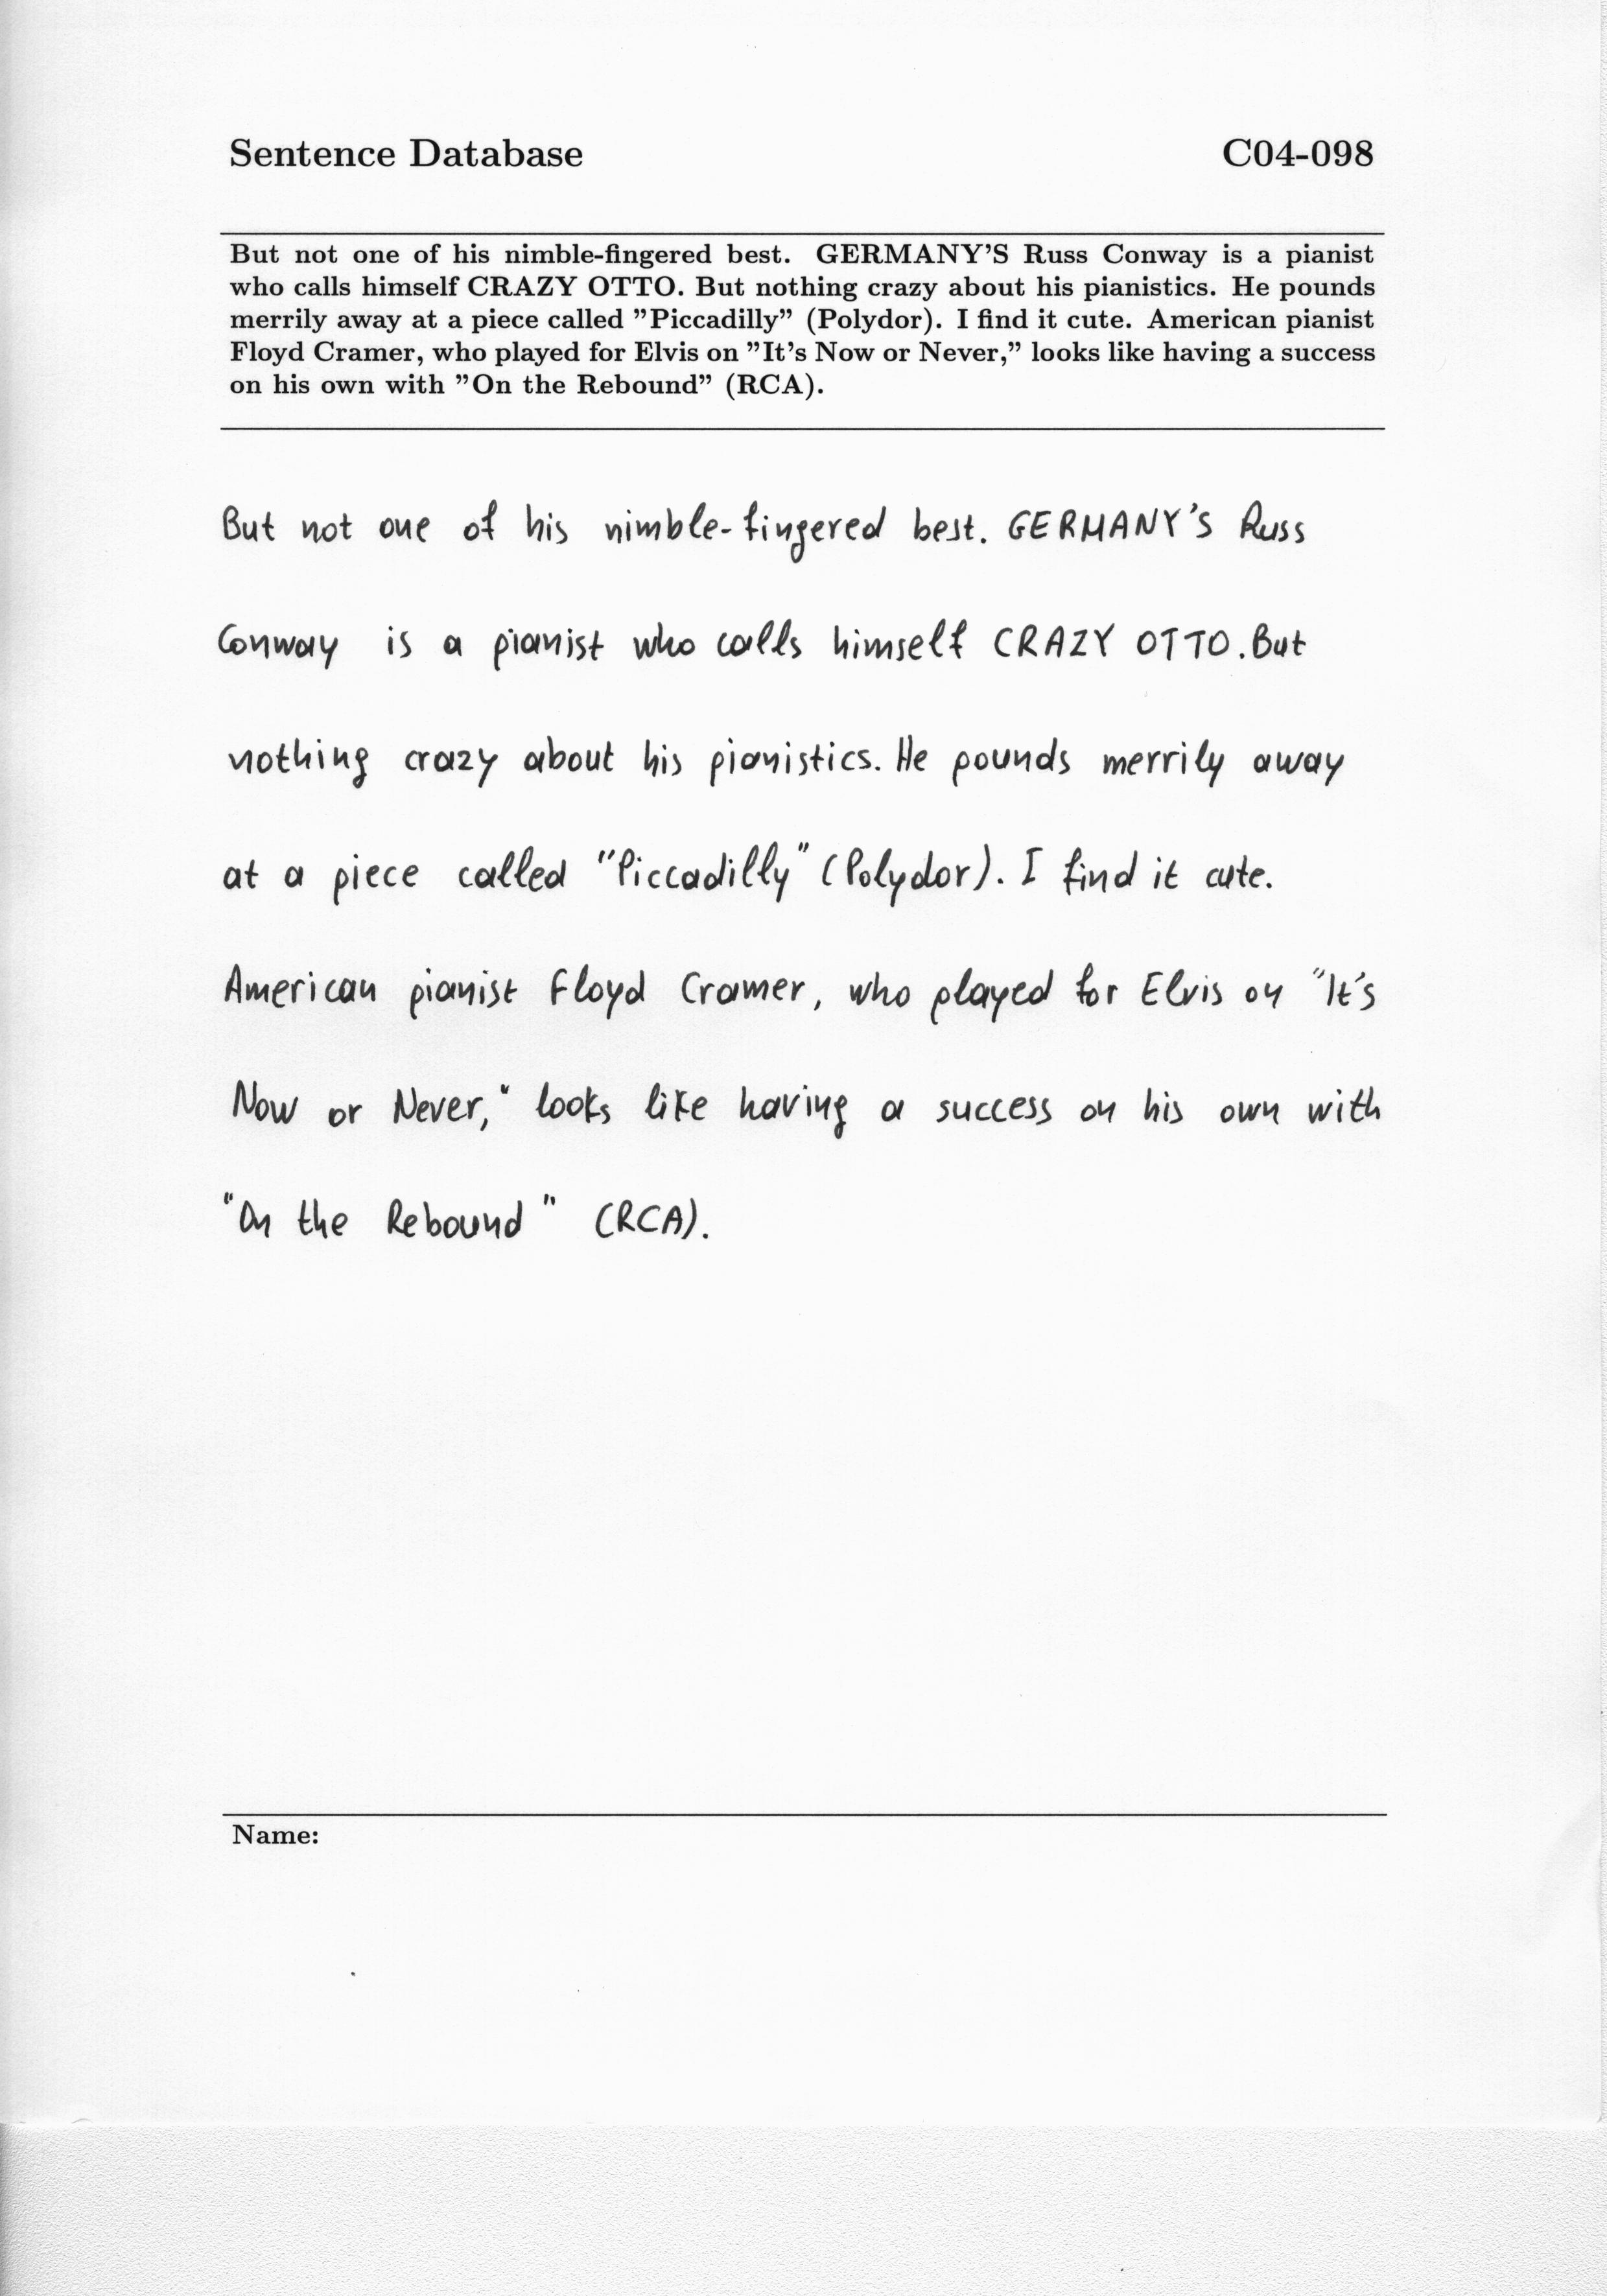 Sentence Database C04-098
But not one of his nimble-fingered best. GERMANY'S Russ Conway is a pianist
who calls himself CRAZY OTTO. But nothing crazy about his pianistics. He pounds
merrily away at a piece called "Piccadilly" (Polydor). I find it cute. American pianist
Floyd Cramer, who played for Elvis on "It's Now or Never," looks like having a success
on his own with "On the Rebound" (RCA).
But not one of his nimble-fingered best. GERMANY'S Russ
Conway is a pianist who calls himself CRAZY OTTO. But
nothing crazy about his pianistics. He pounds merrily away
at a piece called "Piccadilly" (Polydor). I find it cute.
American pianist Floyd Cramer, who played for Elvis on "It's
Now or Never," looks like having a success on his own with
"On the Rebound" (RCA).
Name: